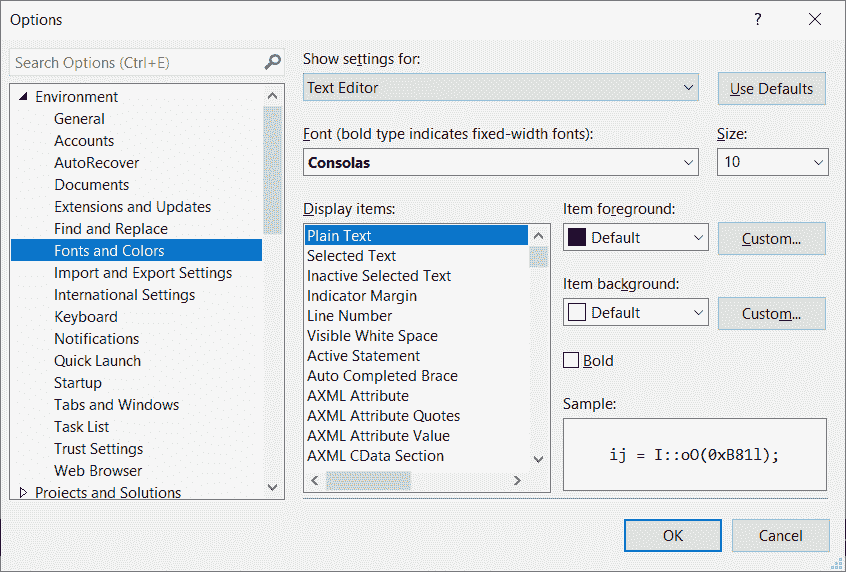 Options
?
Search Options (Ctrl+E)
Environment
General
Accounts
AutoRecover
Documents
Extensions and Updates
Find and Replace
Fonts and Colors
Import and Export Settings
International Settings
Keyboard
Notifications
Quick Launch
Startup
Tabs and Windows
Task List
Trust Settings
Web Browser
Projects and Solutions
Show settings for:
Text Editor
Use Defaults
Font (bold type indicates fixed-width fonts):
Size:
Consolas
10
Display items:
Plain Text
Selected Text
Inactive Selected Text
Indicator Margin
Line Number
Visible White Space
Active Statement
Auto Completed Brace
AXML Attribute
AXML Attribute Quotes
AXML Attribute Value
AXML CData Section
Item foreground:
Default
Custom...
Item background:
Default
Custom...
Bold
Sample:
ij = I::oO(0xB81l);
OK
Cancel